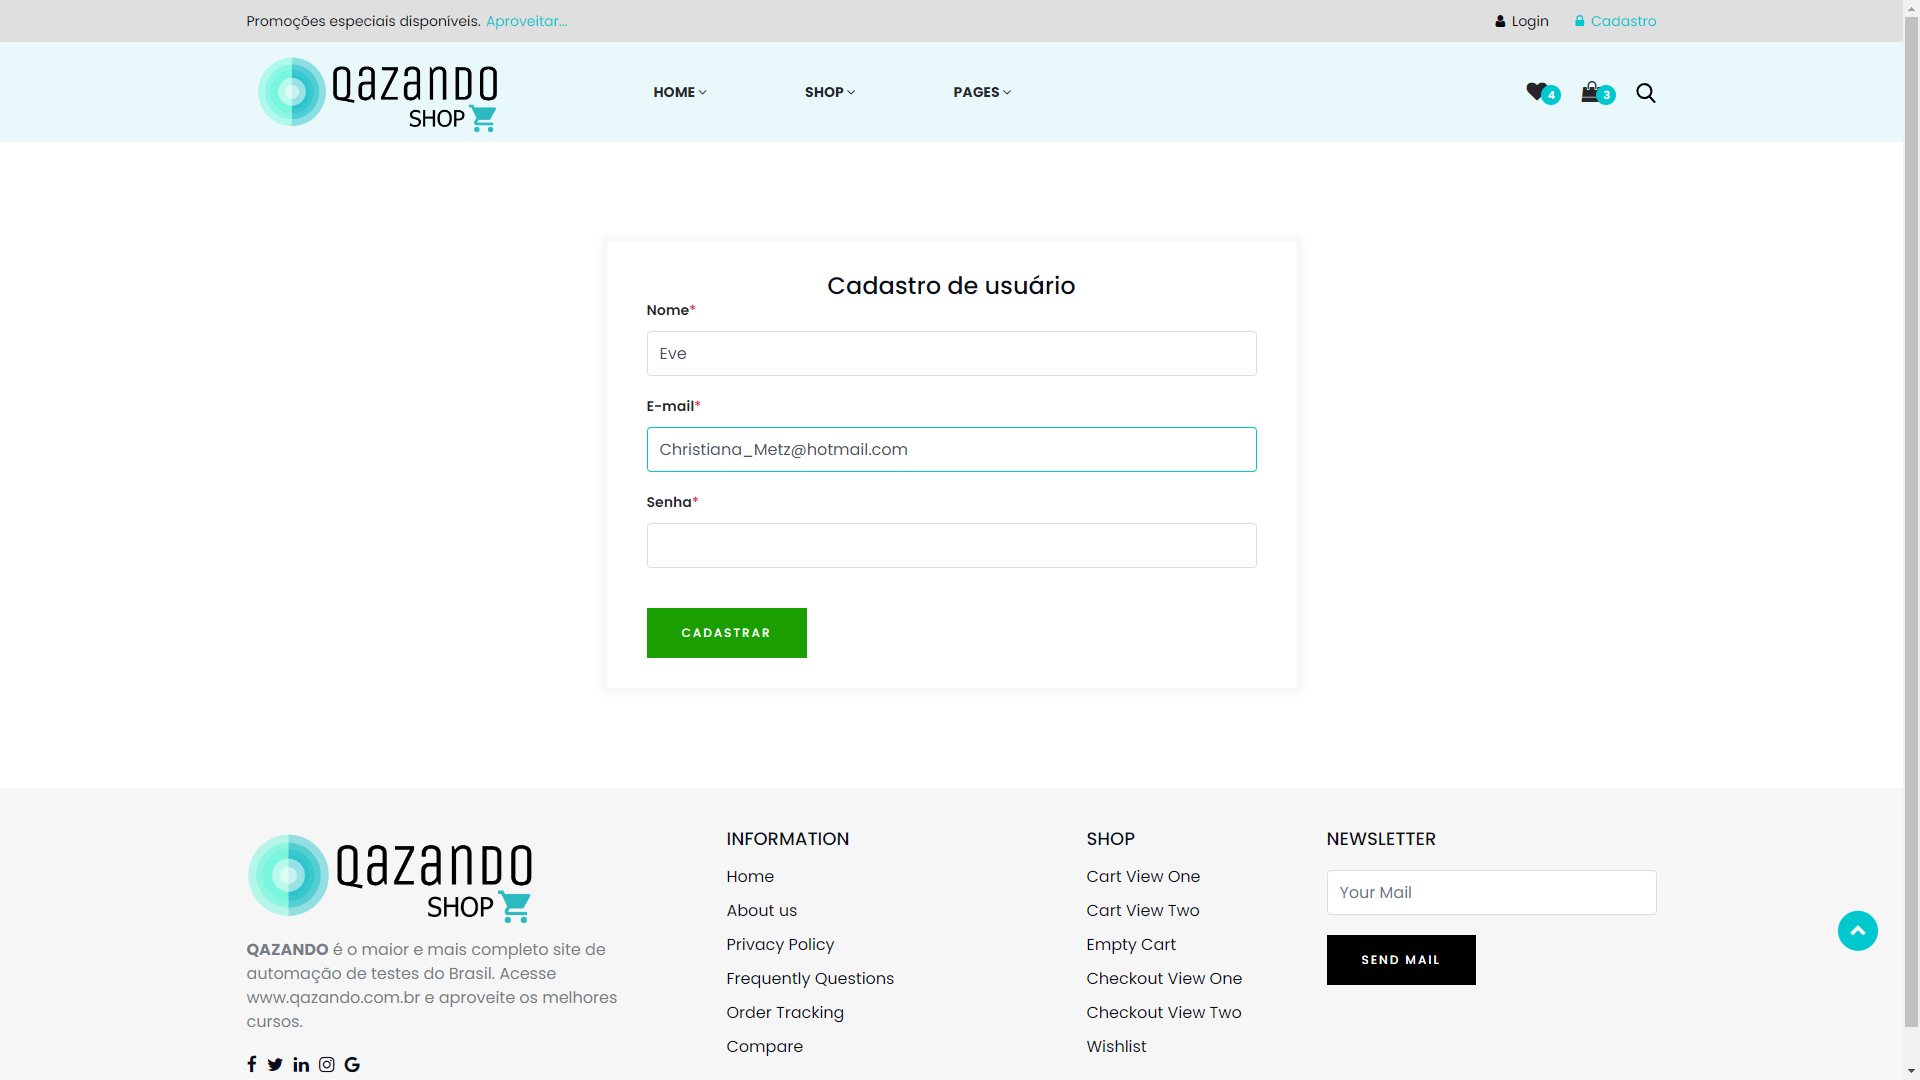 Promoções especiais disponíveis. Aproveitar...
Login
Cadastro
QAZANDO
SHOP
HOME
SHOP
PAGES
4
3
Cadastro de usuário
Nome*
Eve
E-mail*
Christiana_Metz@hotmail.com
Senha*
CADASTRAR
QAZANDO
SHOP
QAZANDO é o maior e mais completo site de
automação de testes do Brasil. Acesse
www.qazando.com.br e aproveite os melhores
cursos.
INFORMATION
Home
About us
Privacy Policy
Frequently Questions
Order Tracking
Compare
SHOP
Cart View One
Cart View Two
Empty Cart
Checkout View One
Checkout View Two
Wishlist
NEWSLETTER
Your Mail
SEND MAIL